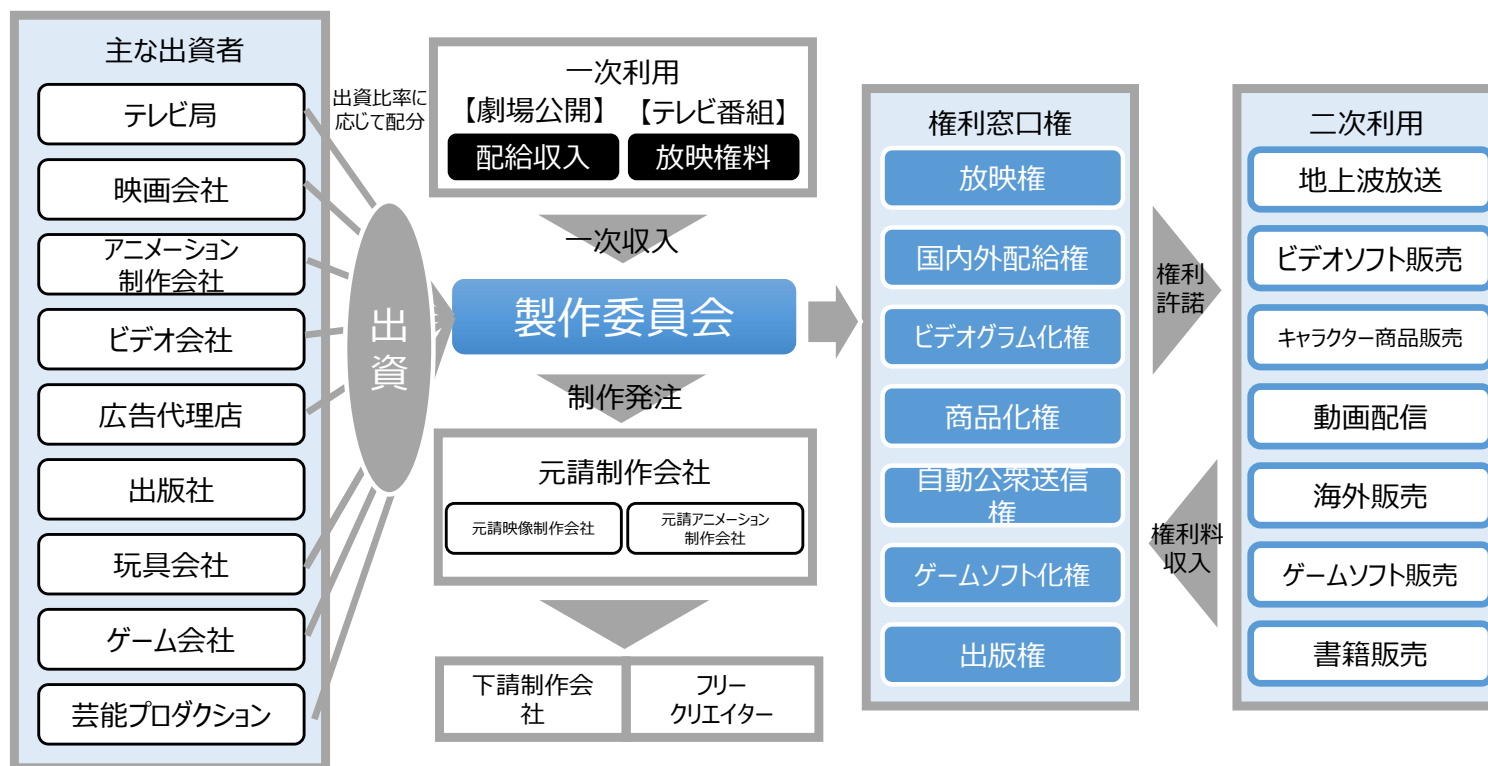 主な出資者
テレビ局
映画会社
アニメーション
制作会社
ビデオ会社
広告代理店
出版社
玩具会社
ゲーム会社
芸能プロダクション
出資比率に
応じて配分
出
資
一次利用
【劇場公開】 【テレビ番組】
配給収入 放映権料
一次収入
製作委員会
制作発注
元請制作会社
元請映像制作会社
元請アニメーション
制作会社
下請制作会
社
フリー
クリエイター
権利窓口権
放映権
国内外配給権
ビデオグラム化権
商品化権
自動公衆送信
権
ゲームソフト化権
出版権
権利
許諾
権利料
収入
二次利用
地上波放送
ビデオソフト販売
キャラクター商品販売
動画配信
海外販売
ゲームソフト販売
書籍販売